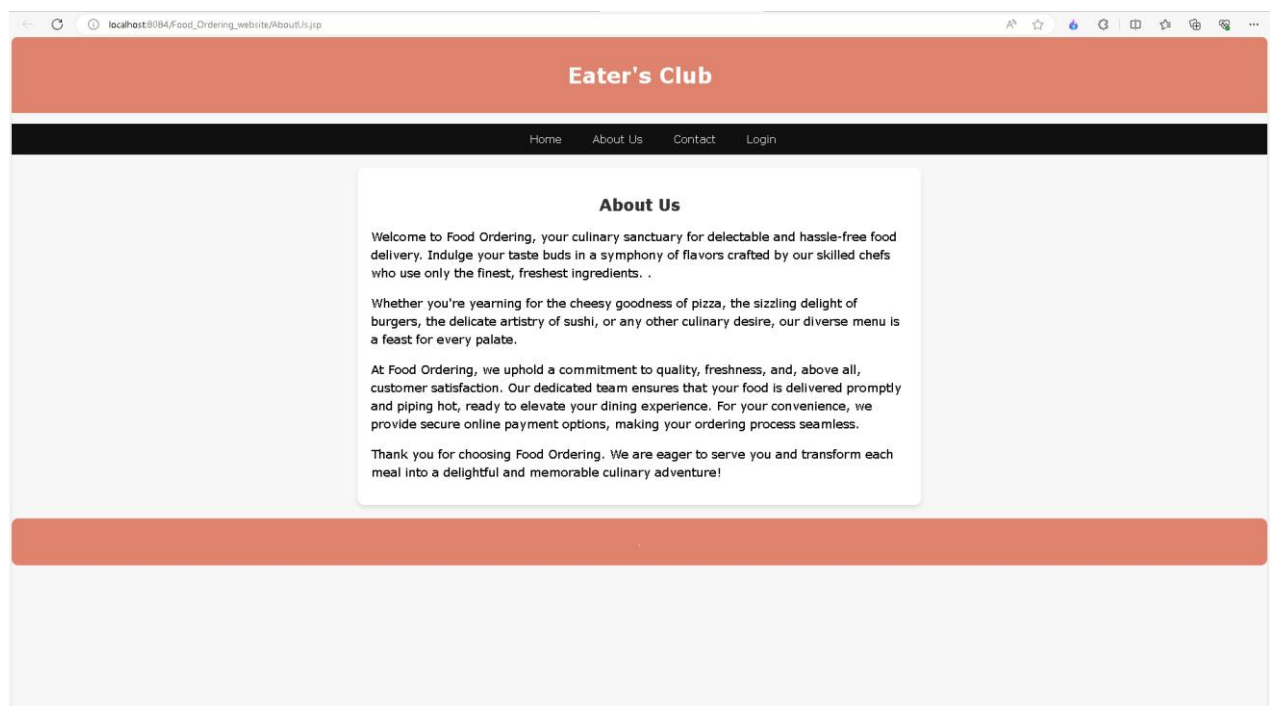 localhost:8084/Food_Ordering_website/AboutUs.jsp
Eater's Club
Home About Us Contact Login
About Us
Welcome to Food Ordering, your culinary sanctuary for delectable and hassle-free food
delivery. Indulge your taste buds in a symphony of flavors crafted by our skilled chefs
who use only the finest, freshest ingredients. .
Whether you're yearning for the cheesy goodness of pizza, the sizzling delight of
burgers, the delicate artistry of sushi, or any other culinary desire, our diverse menu is
a feast for every palate.
At Food Ordering, we uphold a commitment to quality, freshness, and, above all,
customer satisfaction. Our dedicated team ensures that your food is delivered promptly
and piping hot, ready to elevate your dining experience. For your convenience, we
provide secure online payment options, making your ordering process seamless.
Thank you for choosing Food Ordering. We are eager to serve you and transform each
meal into a delightful and memorable culinary adventure!
.